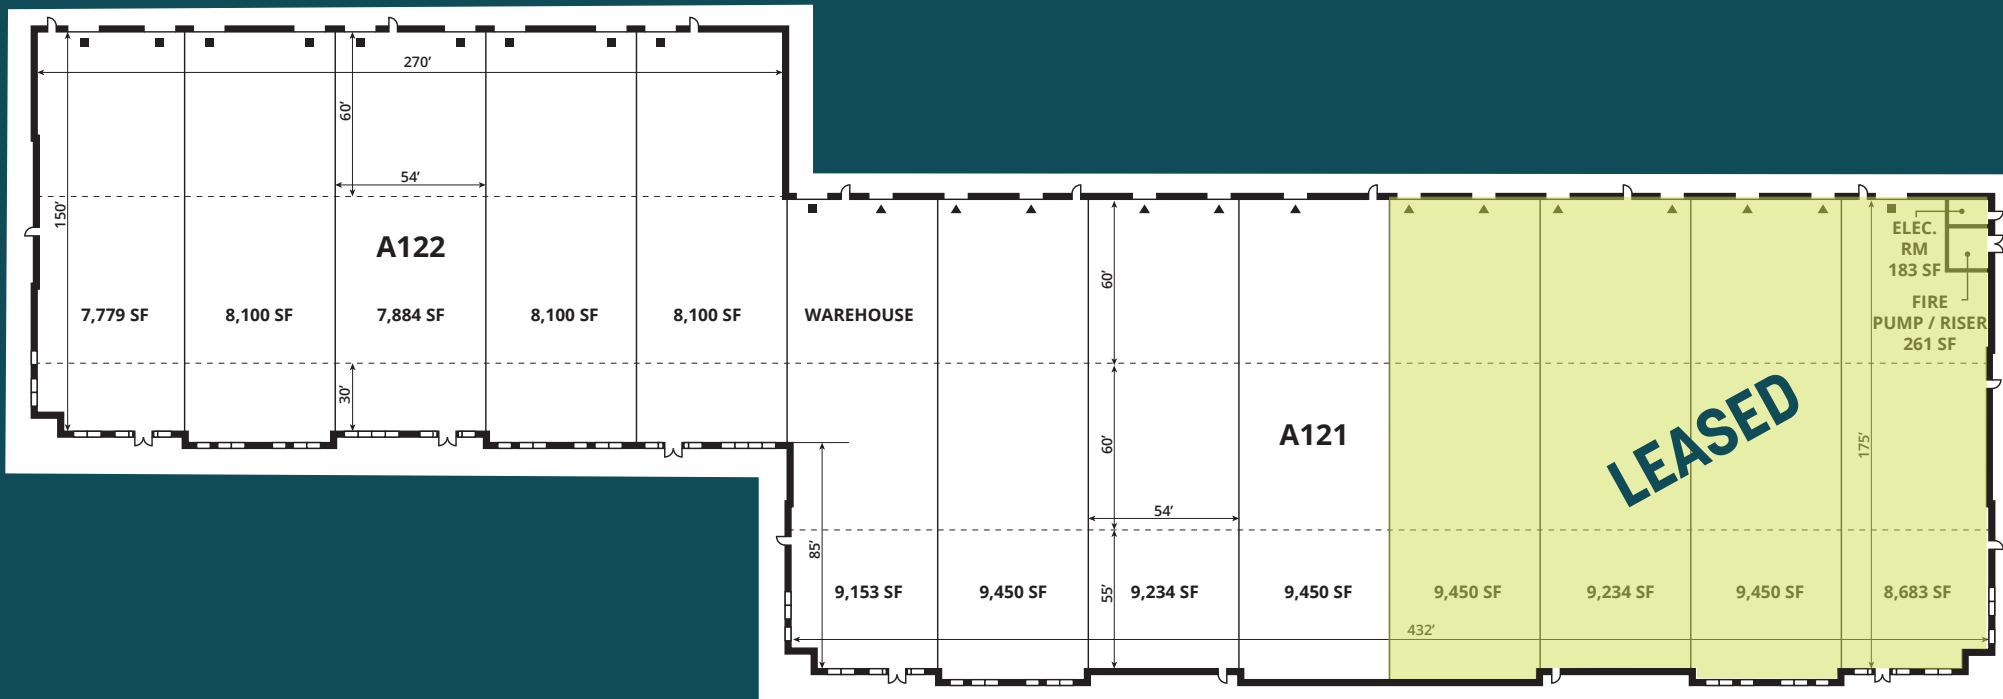 270’
60’
54’
150’
A122
7,779 SF
8,100 SF
7,884 SF
8,100 SF
8,100 SF
30’
WAREHOUSE
60’
60’
54’
55’
85’
A121
9,153 SF
9,450 SF
9,234 SF
9,450 SF
9,450 SF
9,234 SF
9,450 SF
8,683 SF
432’
175’
LEASED
ELEC.
RM
183 SF
FIRE
PUMP / RISER
261 SF